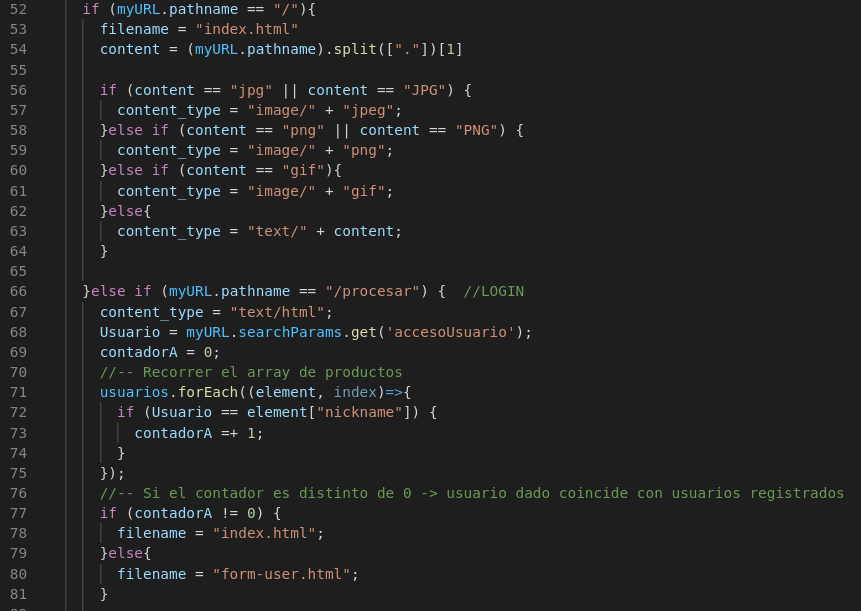 52 if (myURL.pathname == "/"){
53 filename = "index.html"
54 content = (myURL.pathname).split(["."])[1]
55
56 if (content == "jpg" || content == "JPG") {
57 content_type = "image/" + "jpeg";
58 }else if (content == "png" || content == "PNG") {
59 content_type = "image/" + "png";
60 }else if (content == "gif"){
61 content_type = "image/" + "gif";
62 }else{
63 content_type = "text/" + content;
64 }
65
66 }else if (myURL.pathname == "/procesar") {  //LOGIN
67 content_type = "text/html";
68 Usuario = myURL.searchParams.get('accesoUsuario');
69 contadorA = 0;
70 //-- Recorrer el array de productos
71 usuarios.forEach((element, index)=>{
72 if (Usuario == element["nickname"]) {
73 contadorA =+ 1;
74 }
75 });
76 //-- Si el contador es distinto de 0 -> usuario dado coincide con usuarios registrados
77 if (contadorA != 0) {
78 filename = "index.html";
79 }else{
80 filename = "form-user.html";
81 }